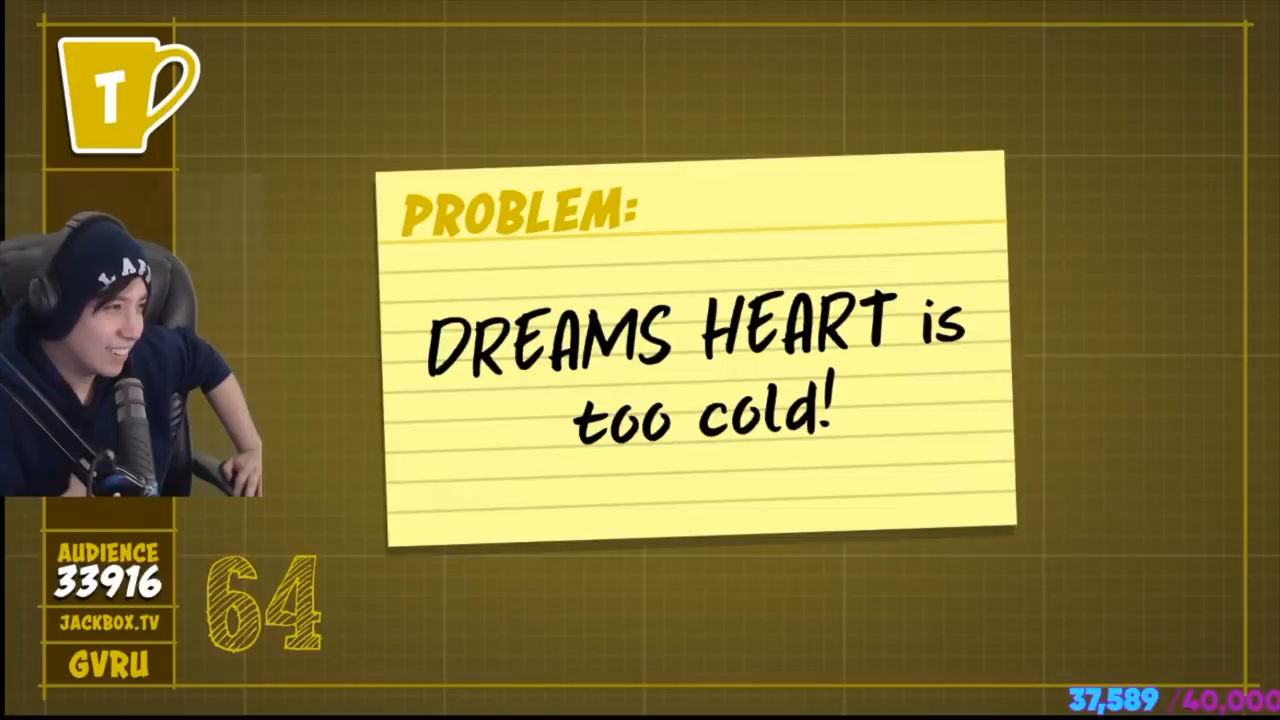 T
PROBLEM:
DREAMS HEART is
too cold!
AUDIENCE
33916
64
JACKBOX.TV
GVRU
37,589 /40,000